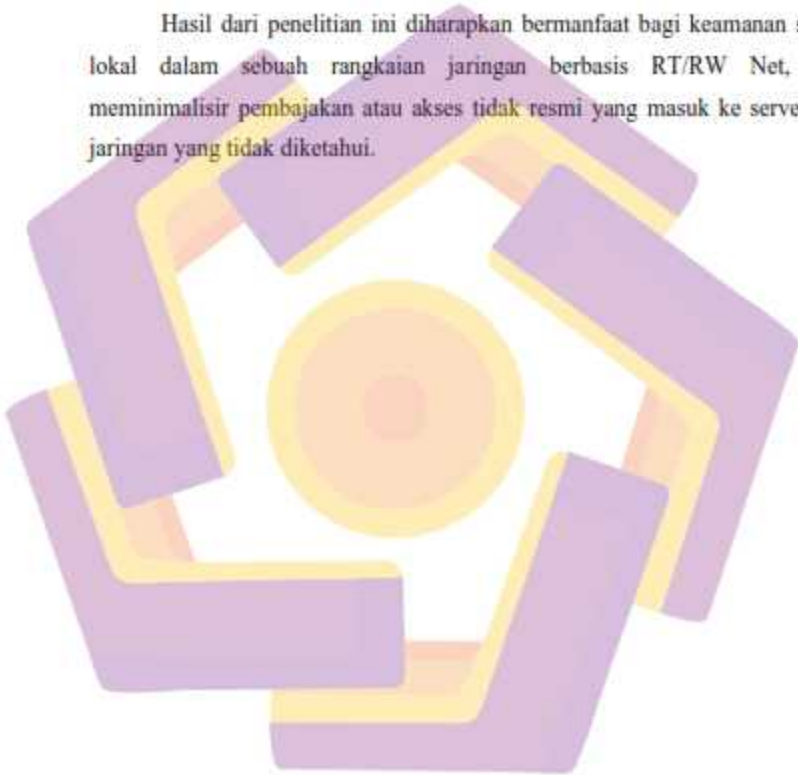 Hasil dari penelitian ini diharapkan bermanfaat bagi keamanan
lokal dalam sebuah rangkaian jaringan berbasis RT/RW Net,
meminimalisir pembajakan atau akses tidak resmi yang masuk ke serve
jaringan yang tidak diketahui.